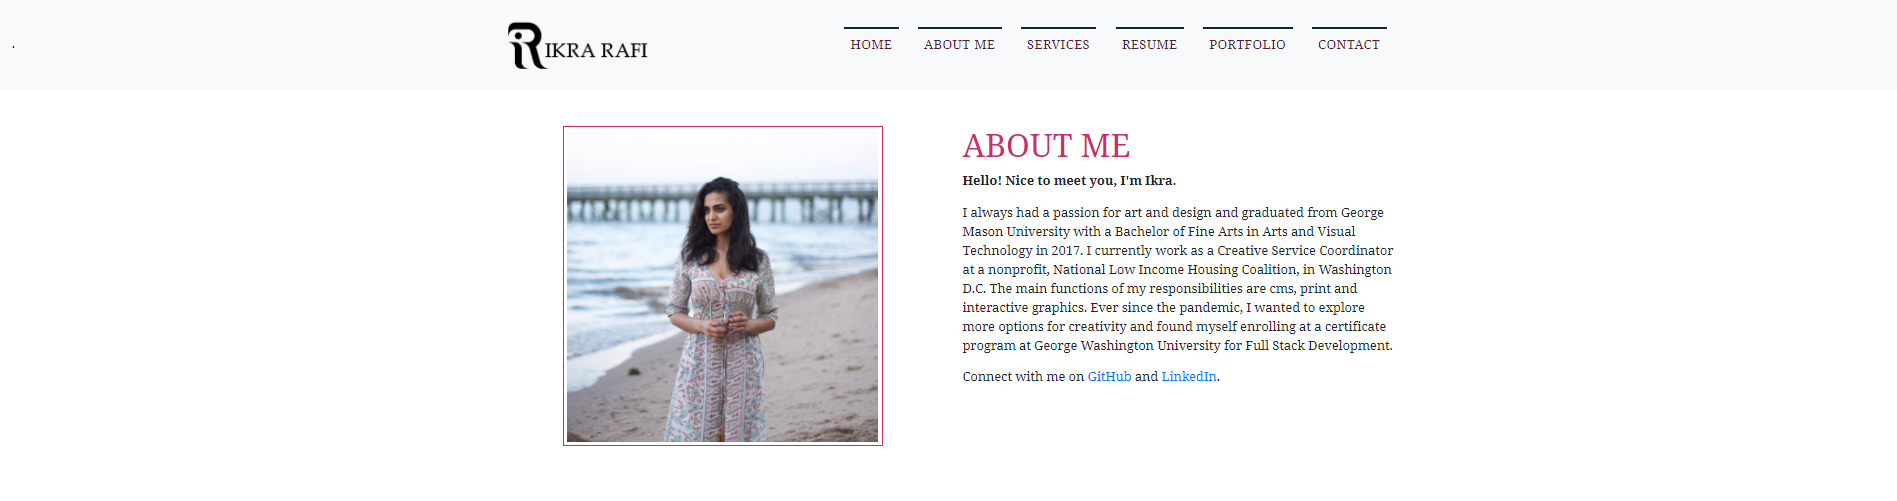 .
IKRA RAFI
HOME ABOUT ME SERVICES RESUME PORTFOLIO CONTACT
ABOUT ME
Hello! Nice to meet you, I'm Ikra.
I always had a passion for art and design and graduated from George
Mason University with a Bachelor of Fine Arts in Arts and Visual
Technology in 2017. I currently work as a Creative Service Coordinator
at a nonprofit, National Low Income Housing Coalition, in Washington
D.C. The main functions of my responsibilities are cms, print and
interactive graphics. Ever since the pandemic, I wanted to explore
more options for creativity and found myself enrolling at a certificate
program at George Washington University for Full Stack Development.
Connect with me on GitHub and LinkedIn.